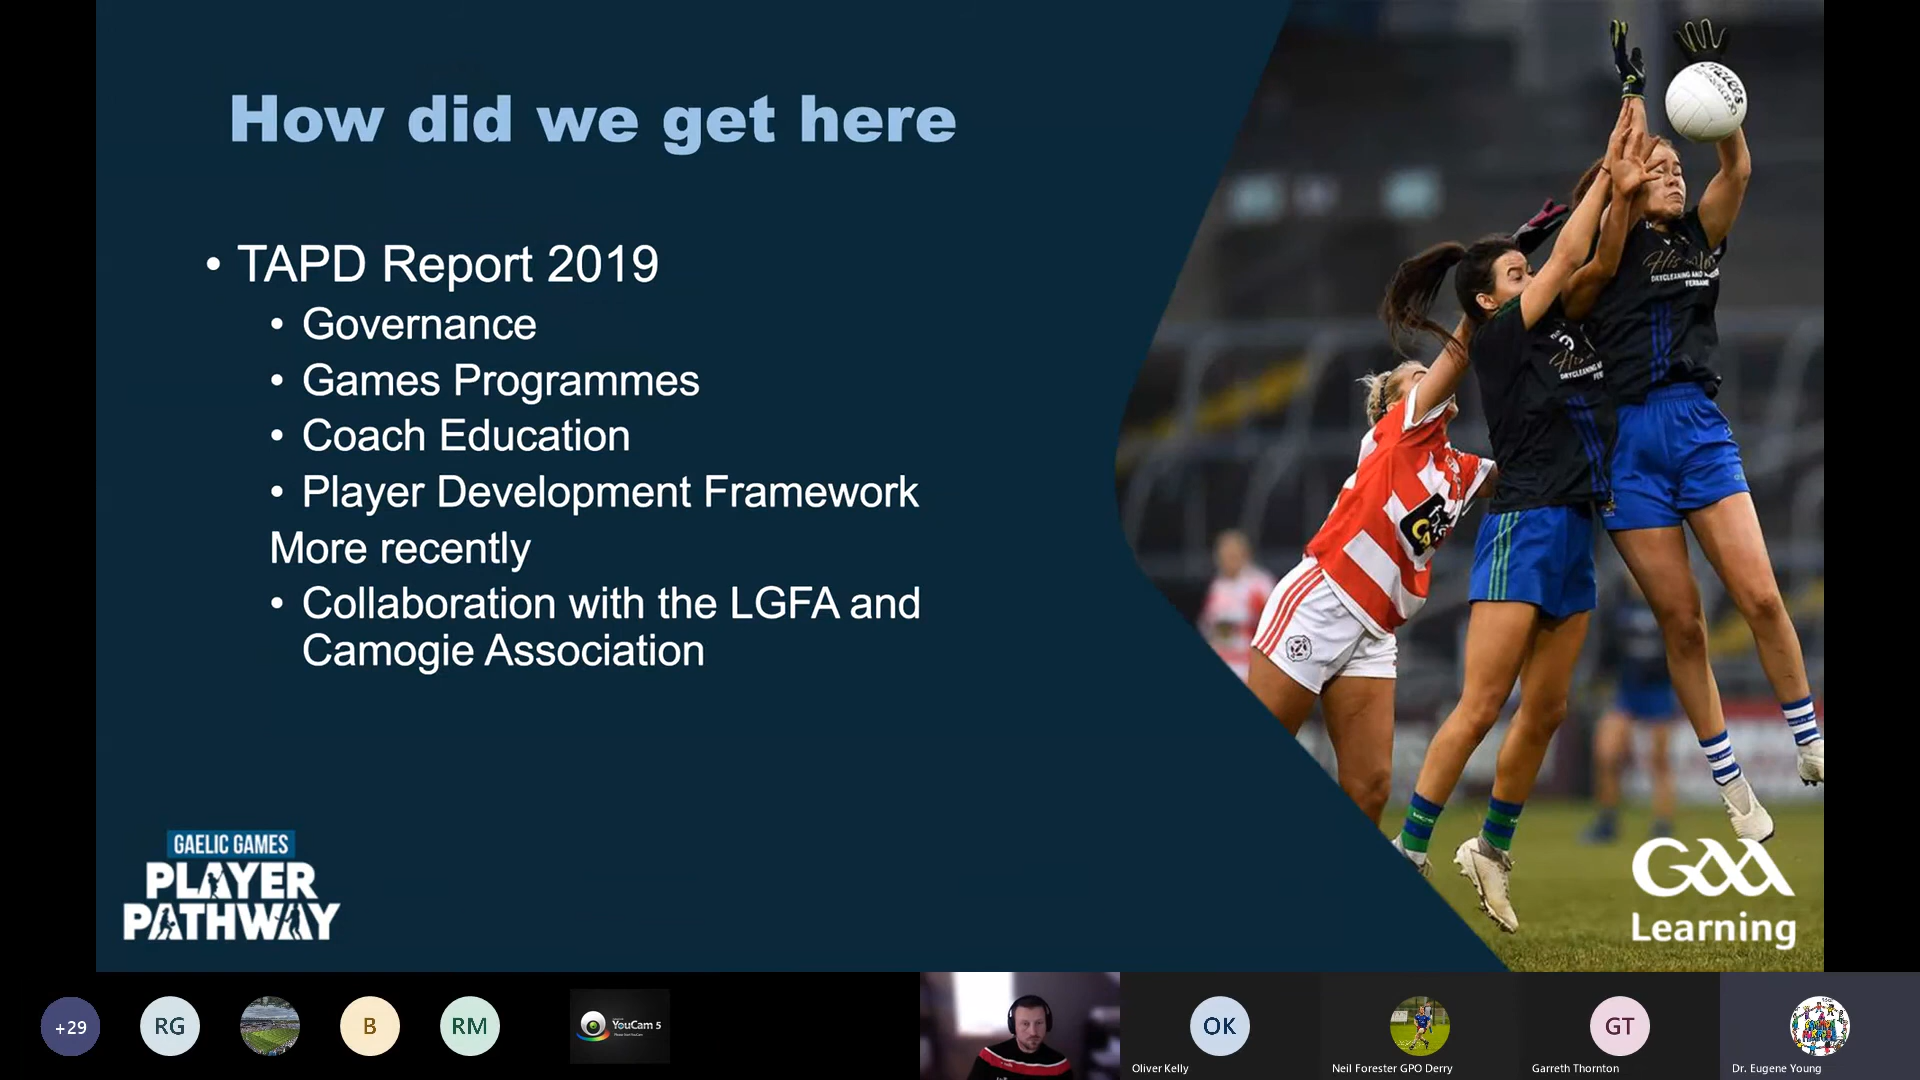 How did we get here
• TAPD Report 2019
• Governance
• Games Programmes
• Coach Education
• Player Development Framework
More recently
• Collaboration with the LGFA and
Camogie Association
GAELIC GAMES
PLAYER
PATHWAY
GAA
Learning
+29
RG
B
RM
YouCam 5
OK
GT
Oliver Kelly
Neil Forester GPO Derry
Garreth Thornton
Dr. Eugene Young